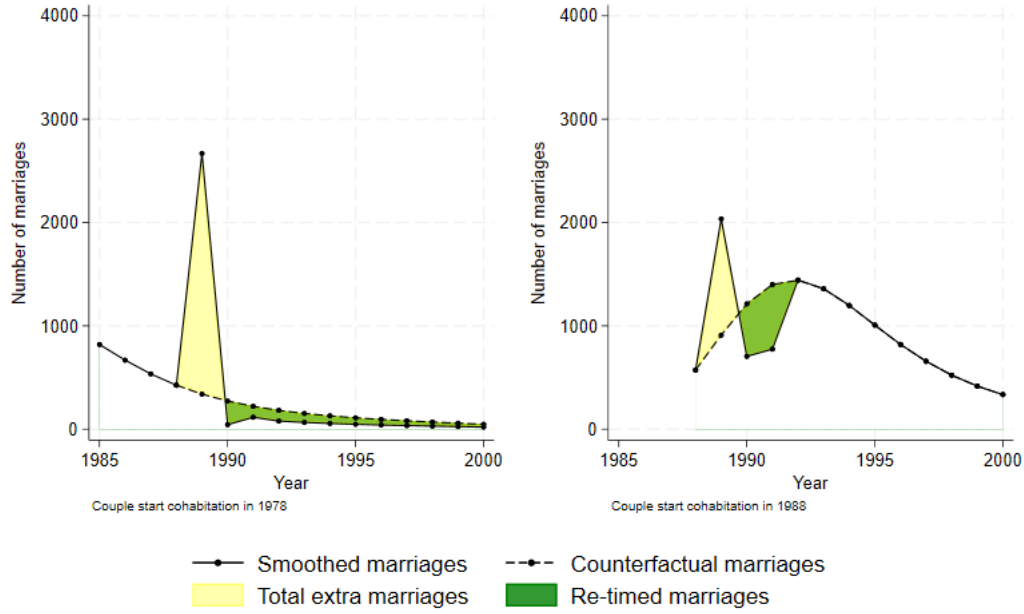 4000
3000
2000
1000
0
Number of marriages
1985
1990
1995
2000
Year
Couple start cohabitation in 1978
4000
3000
2000
1000
0
Number of marriages
1985
1990
1995
2000
Year
Couple start cohabitation in 1988
Smoothed marriages
Counterfactual marriages
Total extra marriages
Re-timed marriages